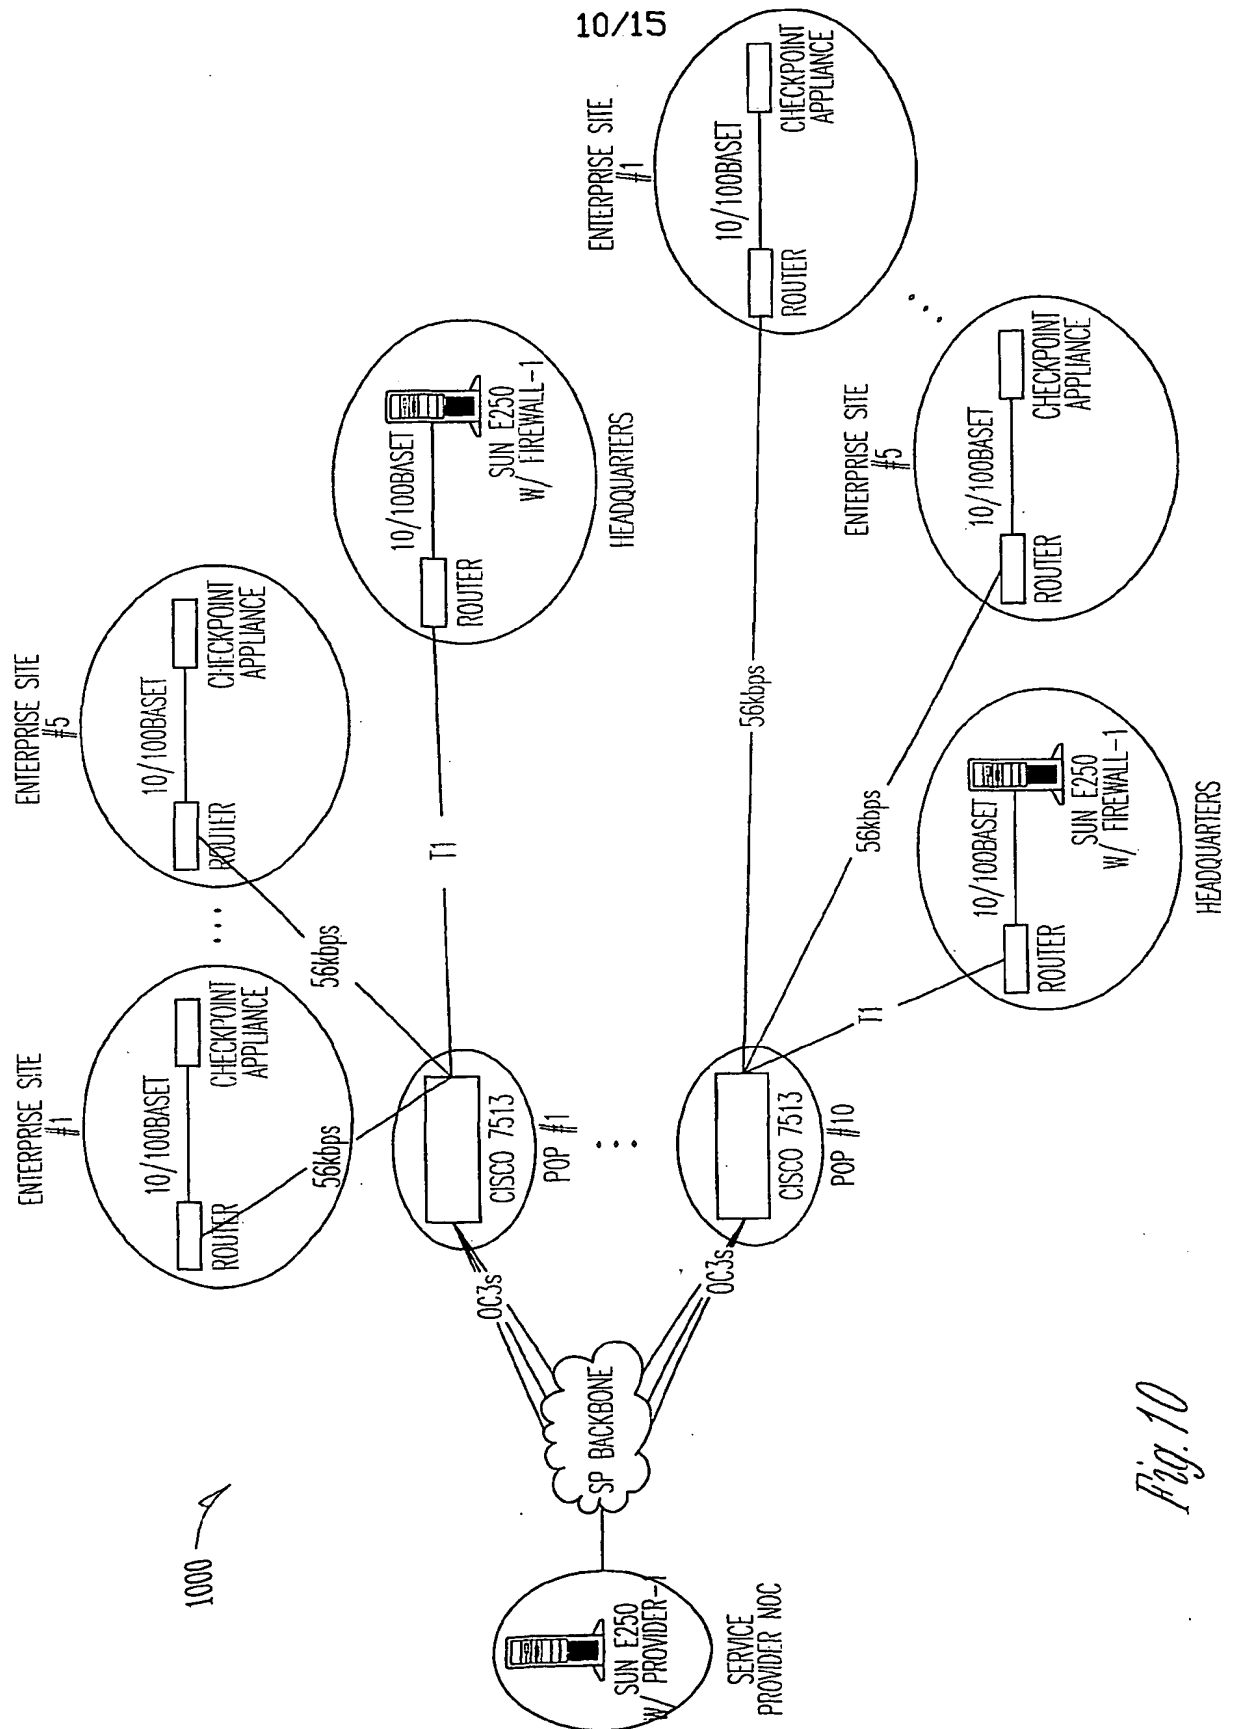 10/15
ENTERPRISE SITE
#1
10/100BASET
ROUTER
CHECKPOINT
APPLIANCE
56kbps
...
ENTERPRISE SITE
#5
10/100BASET
ROUTER
CHECKPOINT
APPLIANCE
56kbps
T1
10/100BASET
ROUTER
SUN E250
W/ FIREWALL-1
HEADQUARTERS
1000
SUN E250
W/ PROVIDER-1
SERVICE
PROVIDER NOC
SP BACKBONE
OC3s
OC3s
CISCO 7513
POP #1
...
CISCO 7513
POP #10
56kbps
ENTERPRISE SITE
#1
10/100BASET
ROUTER
CHECKPOINT
APPLIANCE
...
56kbps
ENTERPRISE SITE
#5
10/100BASET
ROUTER
CHECKPOINT
APPLIANCE
T1
10/100BASET
ROUTER
SUN E250
W/ FIREWALL-1
HEADQUARTERS
Fig. 10